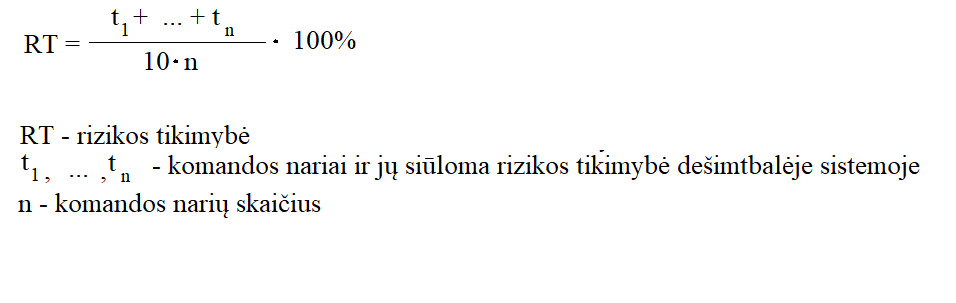 RT = (t₁ + ... + tₙ) / (10 · n) · 100%
RT - rizikos tikimybė
t₁, ... ,tₙ - komandos nariai ir jų siūloma rizikos tikimybė dešimtbalėje sistemoje
n - komandos narių skaičius